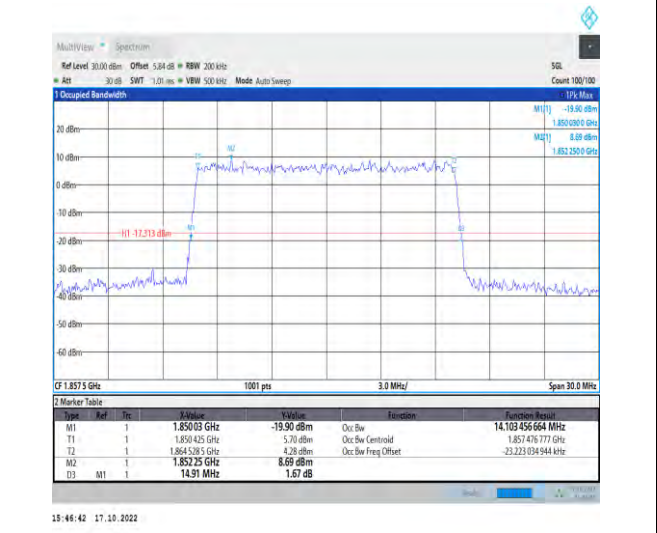 MultiView Spectrum
Ref Level 30.00 dBm Offset 5.84 dB RBW 200 kHz SGL
Att 30 dB SWT 1.01 ms VBW 500 kHz Mode Auto Sweep Count 100/100
1 Occupied Bandwidth 1Pk Max
M1[1] -19.90 dBm
1.850 030 0 GHz
M2[1] 8.69 dBm
1.852 250 0 GHz
20 dBm
10 dBm
0 dBm
-10 dBm
-20 dBm
-30 dBm
-40 dBm
-50 dBm
-60 dBm
M2
T1
T2
H1 -17.313 dBm
M1
D3
CF 1.857 5 GHz 1001 pts 3.0 MHz/ Span 30.0 MHz
2 Marker Table
Type Ref Trc X-Value Y-Value Function Function Result
M1 1 1.85003 GHz -19.90 dBm Occ Bw 14.103 456 664 MHz
T1 1 1.850 425 GHz 5.70 dBm Occ Bw Centroid 1.857 476 777 GHz
T2 1 1.864 528 5 GHz 4.28 dBm Occ Bw Freq Offset -23.223 034 944 kHz
M2 1 1.852 25 GHz 8.69 dBm
D3 M1 1 14.91 MHz 1.67 dB
15:46:42 17.10.2022